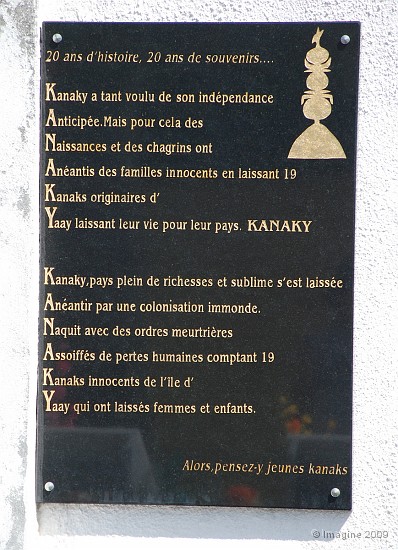 20 ans d'histoire, 20 ans de souvenirs....
Kanaky a tant voulu de son indépendance
Anticipée.Mais pour cela des
Naissances et des chagrins ont
Anéantis des familles innocents en laissant 19
Kanaks originaires d'
Yaay laissant leur vie pour leur pays. KANAKY
Kanaky,pays plein de richesses et sublime s'est laissée
Anéantir par une colonisation immonde.
Naquit avec des ordres meurtrières
Assoiffés de pertes humaines comptant 19
Kanaks innocents de l'île d'
Yaay qui ont laissés femmes et enfants.
Alors,pensez-y jeunes kanaks
© Imagine 2009